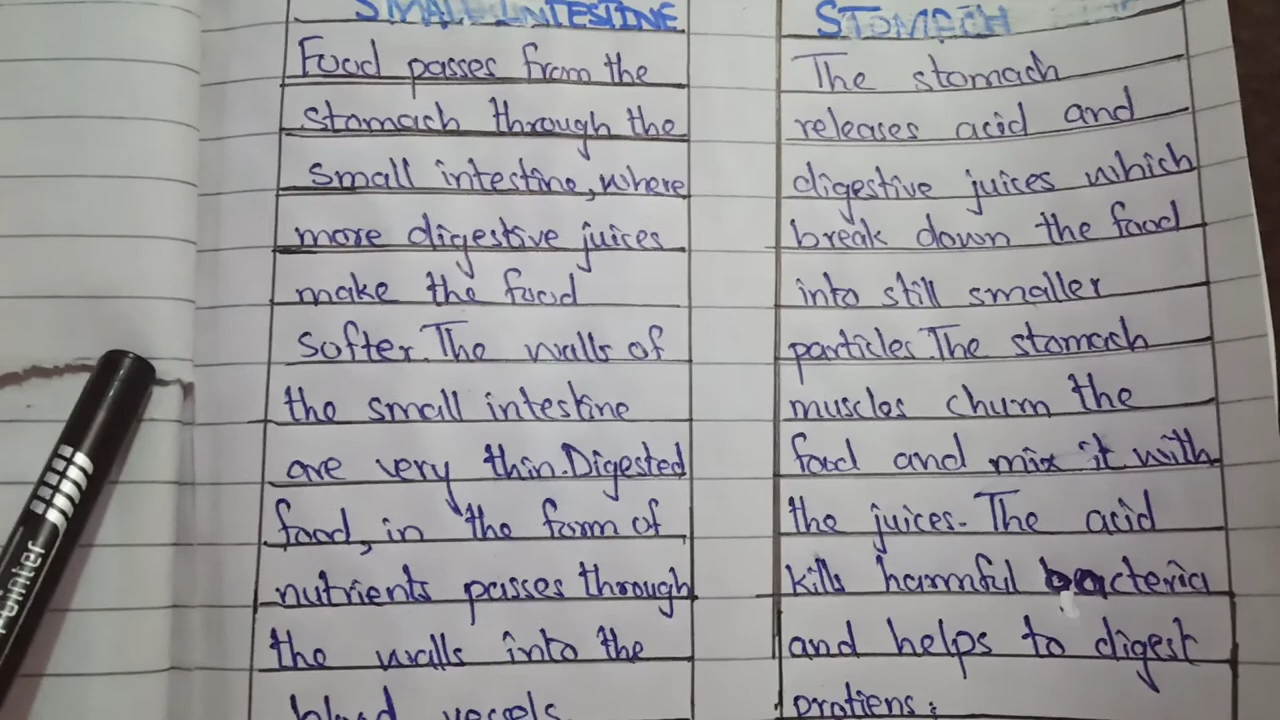 SMALL INTESTINE
Food passes from the
stomach through the
small intestine, where
more digestive juices
make the food
softer. The walls of
the small intestine
are very thin. Digested
food, in the form of
nutrients passes through
the walls into the
blood vessels
STOMACH
The stomach
releases acid and
digestive juices which
break down the food
into still smaller
particles. The stomach
muscles churn the
food and mix it with
the juices. The acid
kills harmful bacteria
and helps to digest
protiens.
Pointer